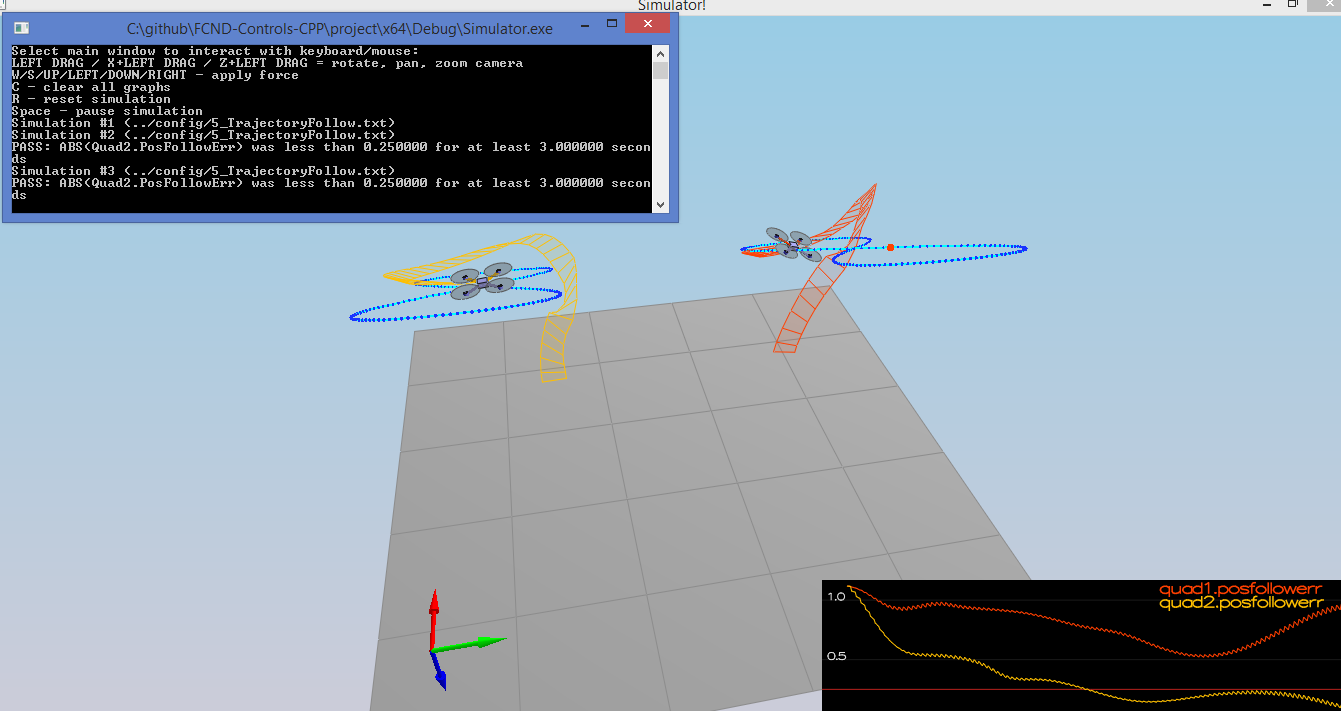 Simulator!
C:\github\FCND-Controls-CPP\project\x64\Debug\Simulator.exe
Select main window to interact with keyboard/mouse:
LEFT DRAG / X+LEFT DRAG / Z+LEFT DRAG = rotate, pan, zoom camera
W/S/UP/LEFT/DOWN/RIGHT - apply force
C - clear all graphs
R - reset simulation
Space - pause simulation
Simulation #1 (../config/5_TrajectoryFollow.txt)
Simulation #2 (../config/5_TrajectoryFollow.txt)
PASS: ABS(Quad2.PosFollowErr) was less than 0.250000 for at least 3.000000 secon
ds
Simulation #3 (../config/5_TrajectoryFollow.txt)
PASS: ABS(Quad2.PosFollowErr) was less than 0.250000 for at least 3.000000 secon
ds
quad1.posfollowerr
1.0
quad2.posfollowerr
0.5